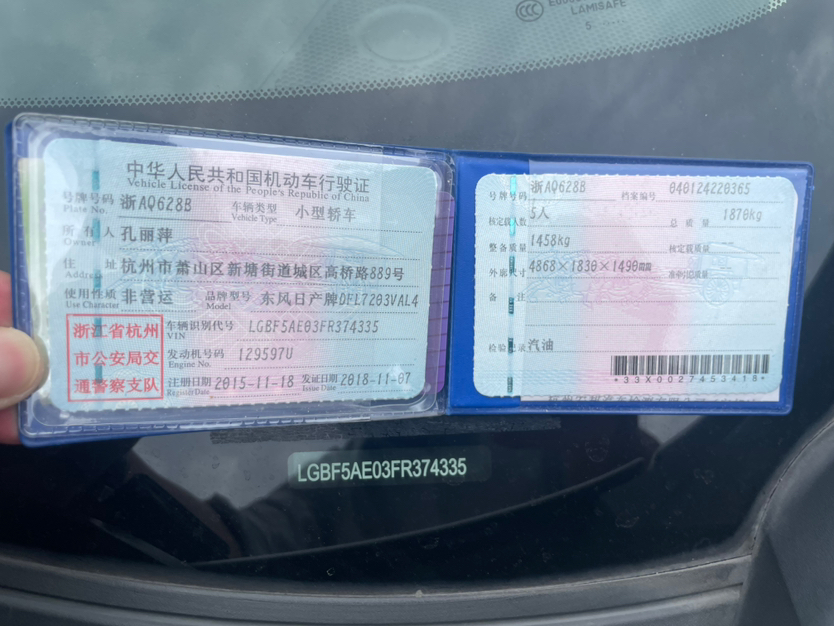 LAMISAFE
5
中华人民共和国机动车行驶证
Vehicle License of the People's Republic of China
号牌号码 浙AQ628B 车辆类型 小型轿车
Plate No. Vehicle Type
所有人 孔丽萍
Owner
住址 杭州市萧山区新塘街道城区高桥路889号
Address
使用性质 非营运 品牌型号 东风日产牌DFL7203VAL4
Use Character Model
浙江省杭州
市公安局交
通警察支队
车辆识别代号 LGBF5AE03FR374335
VIN
发动机号码 129597U
Engine No.
注册日期 2015-11-18 发证日期 2018-11-07
Register Date Issue Date
号牌号码 浙AQ628B 档案编号 040124220365
核定载人数 5人 总质量 1870kg
整备质量 1458kg 核定载质量
外廓尺寸 4868×1830×1490mm 准牵引总质量
备注
检验记录 汽油
*33X0027453418*
LGBF5AE03FR374335